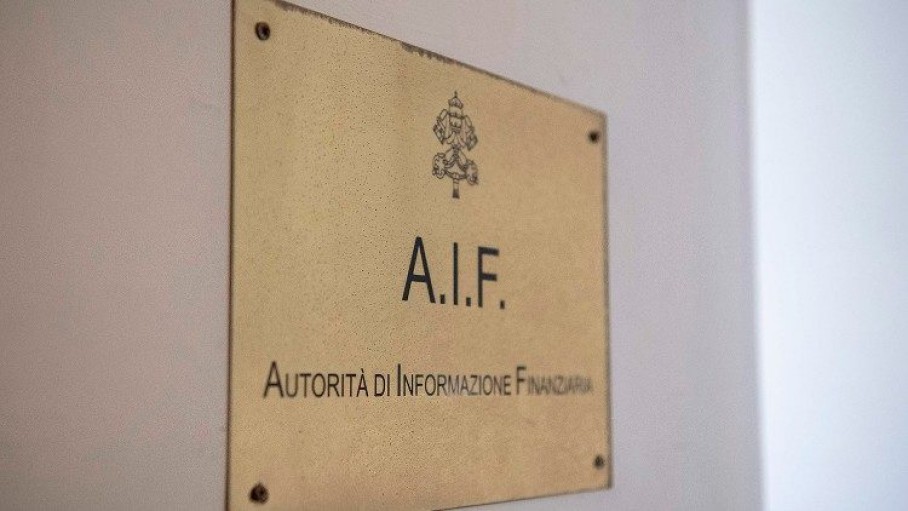 A.I.F.
AUTORITÀ DI INFORMAZIONE FINANZIARIA